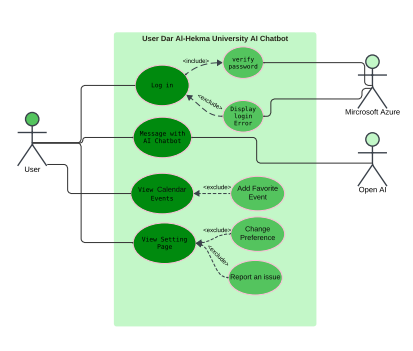 User Dar Al-Hekma University AI Chatbot
<include>
verify
password
Log in
<exclude>
Display
login
Error
Mircrosoft Azure
Message with
AI Chatbot
User
Open AI
View Calendar
Events
<exclude>
Add Favorite
Event
View Setting
Page
<exclude>
Change
Preference
<exclude>
Report an issue